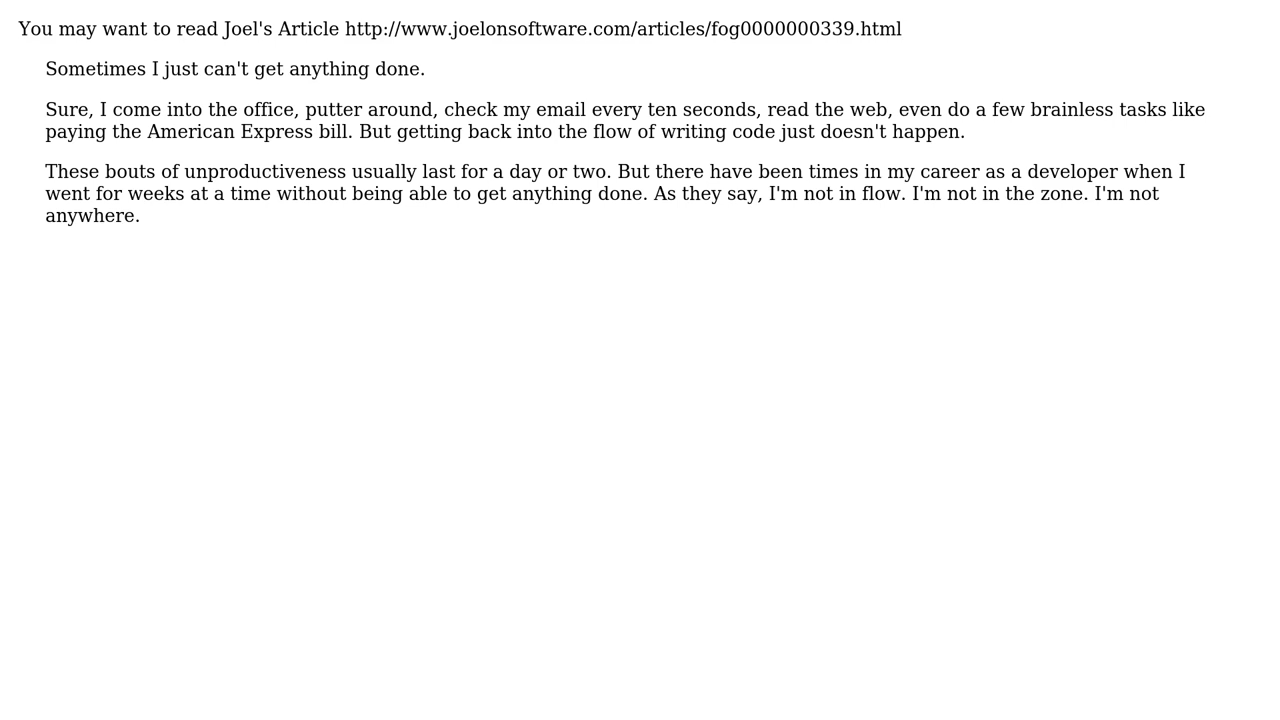 You may want to read Joel's Article http://www.joelonsoftware.com/articles/fog0000000339.html
Sometimes I just can't get anything done.
Sure, I come into the office, putter around, check my email every ten seconds, read the web, even do a few brainless tasks like
paying the American Express bill. But getting back into the flow of writing code just doesn't happen.
These bouts of unproductiveness usually last for a day or two. But there have been times in my career as a developer when I
went for weeks at a time without being able to get anything done. As they say, I'm not in flow. I'm not in the zone. I'm not
anywhere.